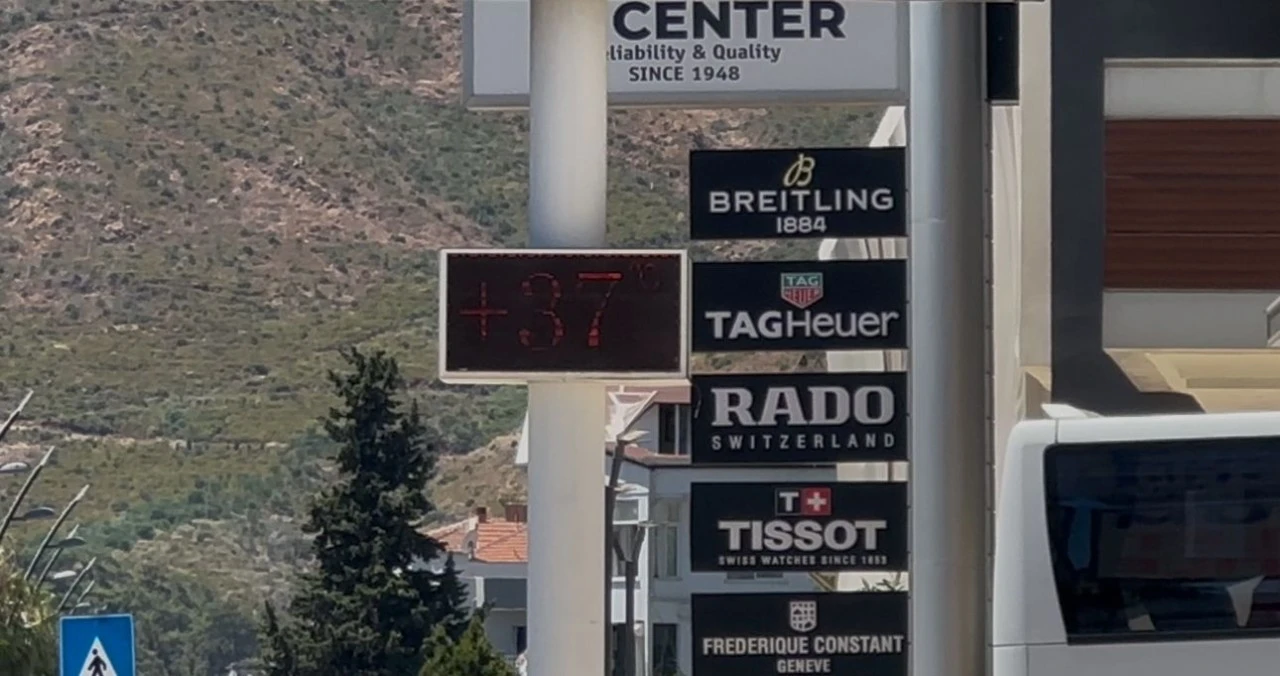 CENTER
eliability & Quality
SINCE 1948
B
BREITLING
1884
+37°C
TAG
HEUER
TAGHeuer
RADO
SWITZERLAND
T+
TISSOT
SWISS WATCHES SINCE 1853
FREDERIQUE CONSTANT
GENEVE